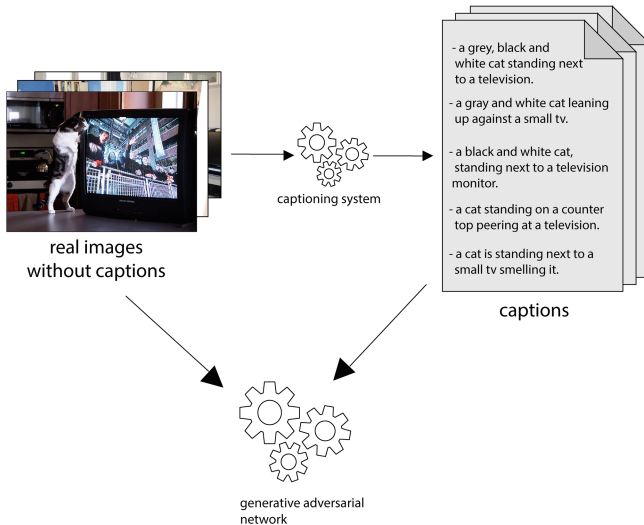 - a grey, black and
white cat standing next
to a television.
- a gray and white cat leaning
up against a small tv.
- a black and white cat,
standing next to a television
monitor.
- a cat standing on a counter
top peering at a television.
- a cat is standing next to a
small tv smelling it.
captioning system
real images
without captions
captions
generative adversarial
network